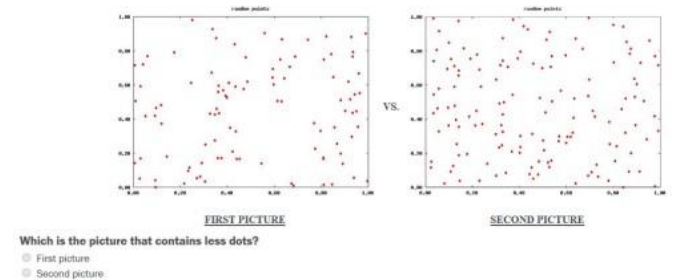 random points
random points
VS.
FIRST PICTURE
SECOND PICTURE
Which is the picture that contains less dots?
First picture
Second picture